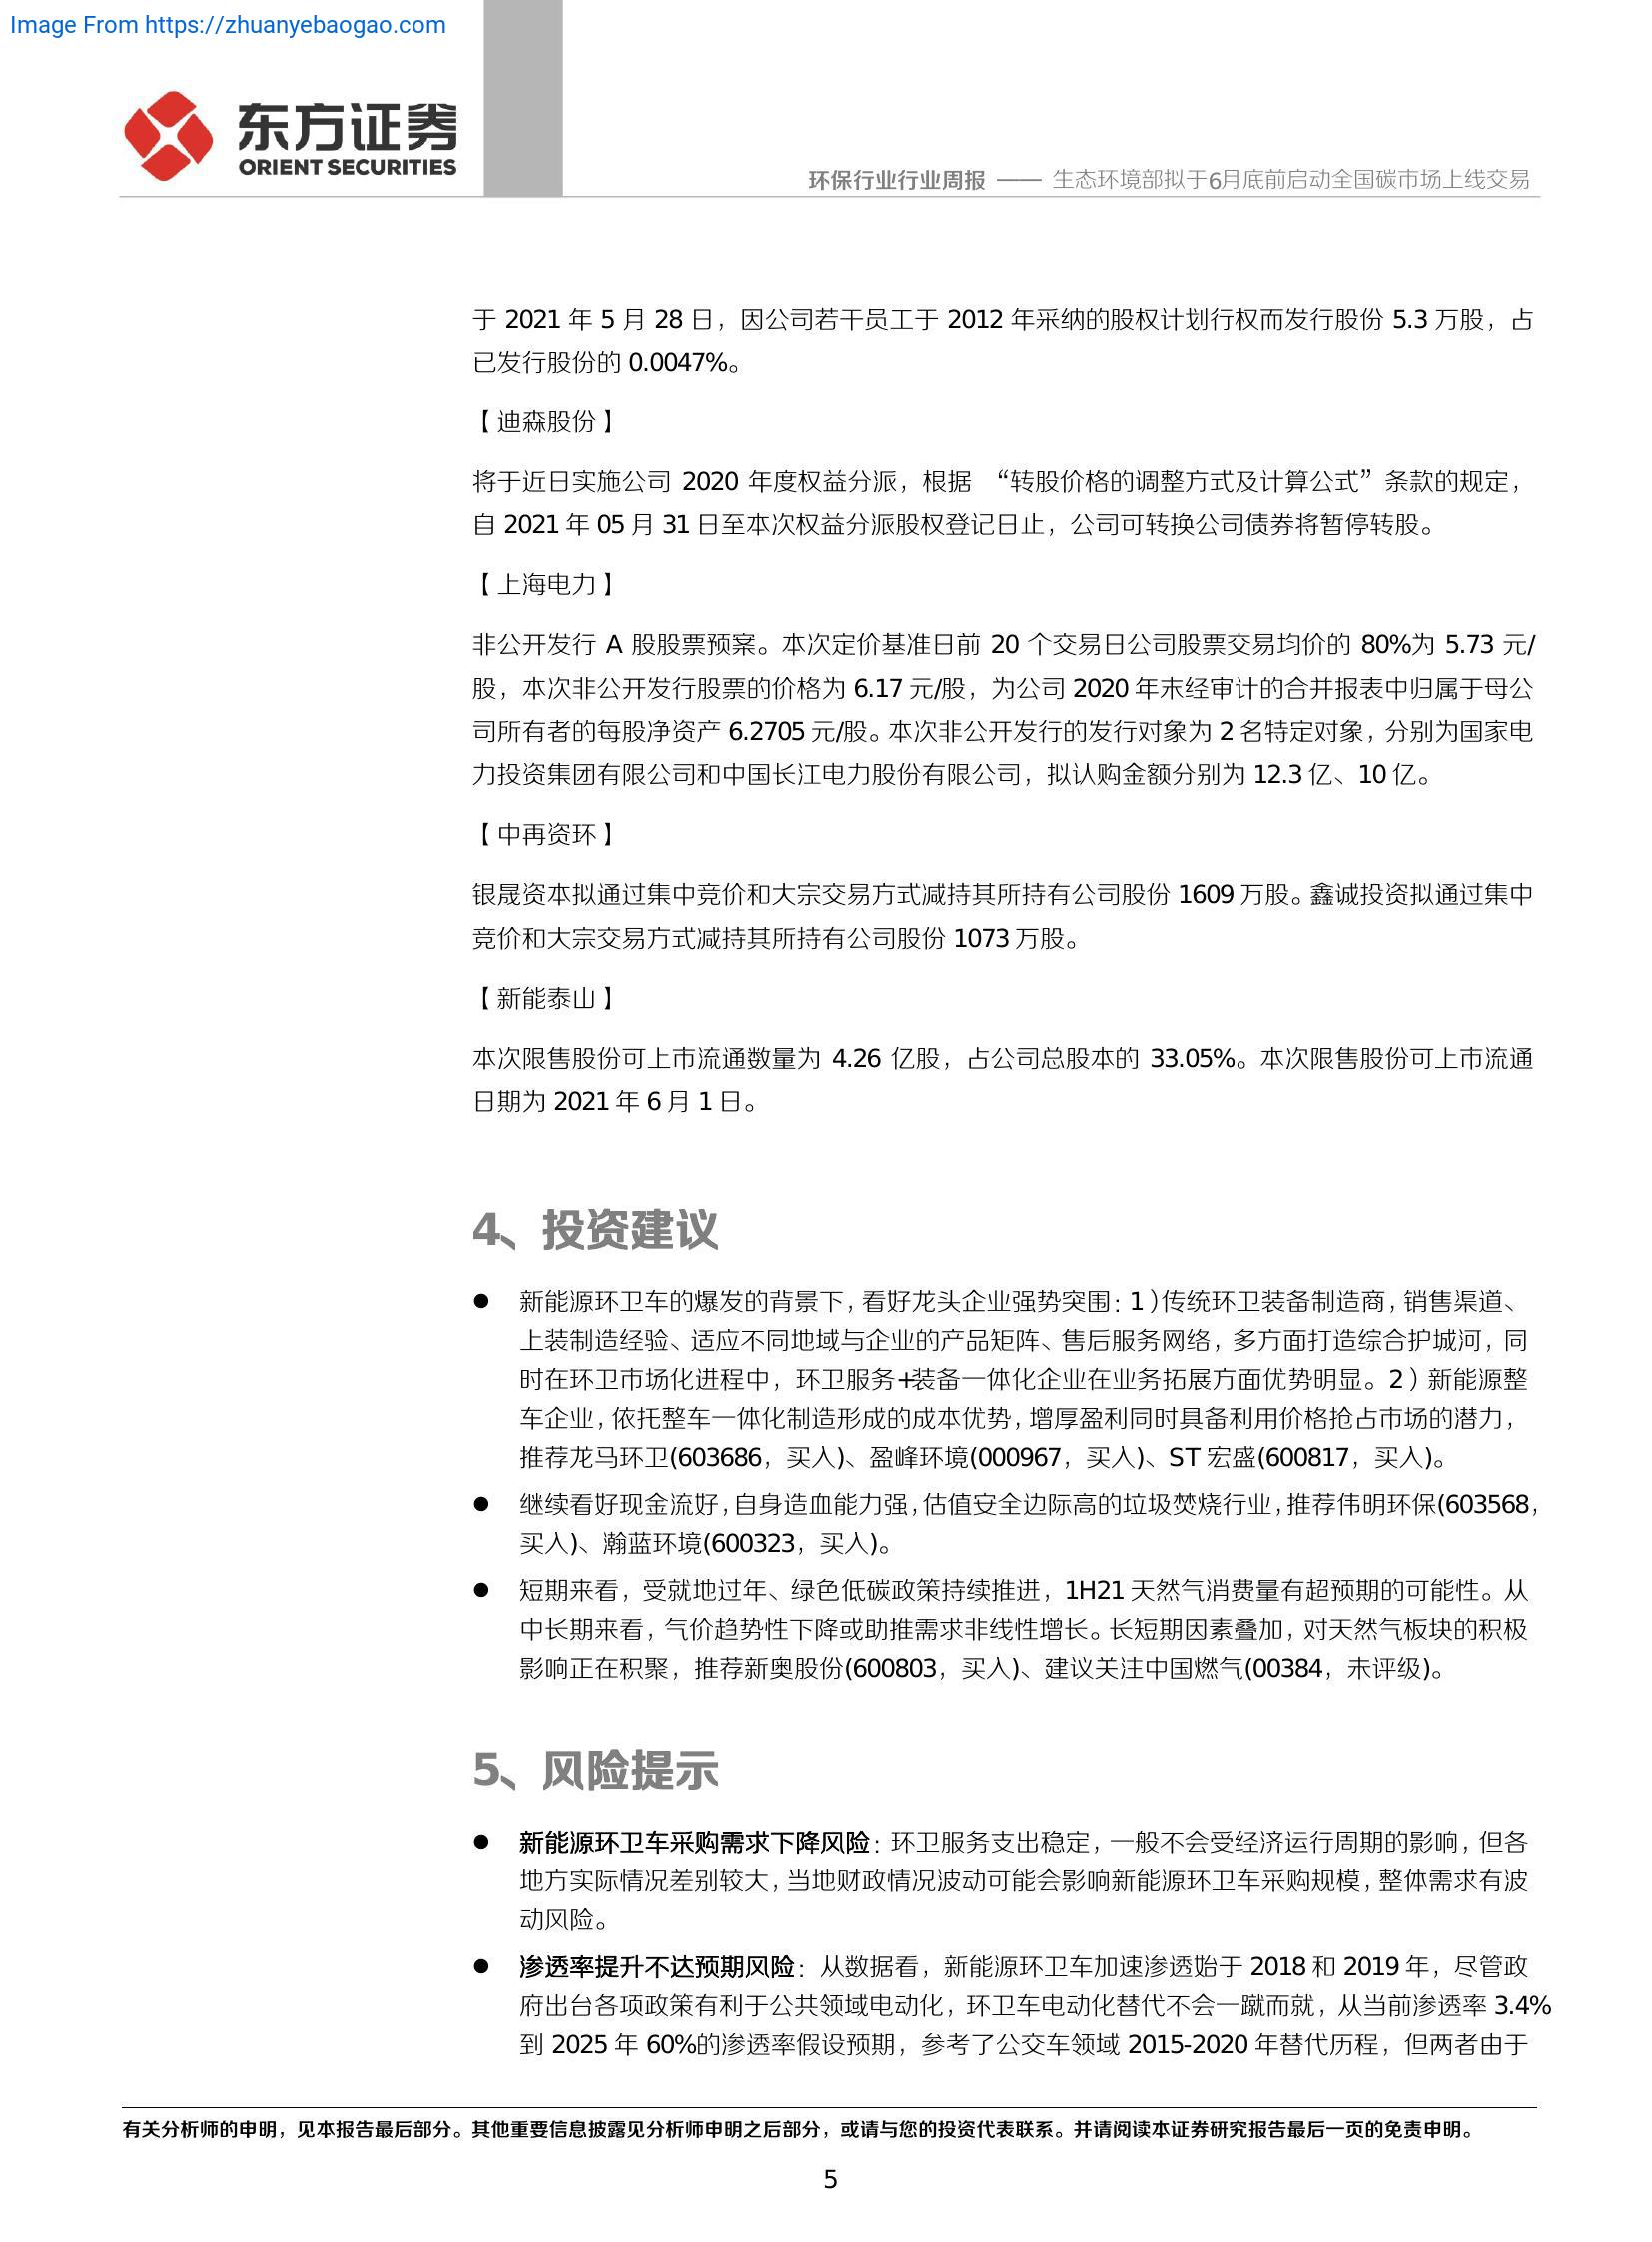 Image From https://zhuanyebaogao.com
东方证券
ORIENT SECURITIES
环保行业行业周报 —— 生态环境部拟于6月底前启动全国碳市场上线交易
于 2021 年 5 月 28 日，因公司若干员工于 2012 年采纳的股权计划行权而发行股份 5.3 万股，占
已发行股份的 0.0047%。
【迪森股份】
将于近日实施公司 2020 年度权益分派，根据 “转股价格的调整方式及计算公式”条款的规定，
自 2021 年 05 月 31 日至本次权益分派股权登记日止，公司可转换公司债券将暂停转股。
【上海电力】
非公开发行 A 股股票预案。本次定价基准日前 20 个交易日公司股票交易均价的 80%为 5.73 元/
股，本次非公开发行股票的价格为 6.17 元/股，为公司 2020 年末经审计的合并报表中归属于母公
司所有者的每股净资产 6.2705 元/股。本次非公开发行的发行对象为 2 名特定对象，分别为国家电
力投资集团有限公司和中国长江电力股份有限公司，拟认购金额分别为 12.3 亿、10 亿。
【中再资环】
银晟资本拟通过集中竞价和大宗交易方式减持其所持有公司股份 1609 万股。鑫诚投资拟通过集中
竞价和大宗交易方式减持其所持有公司股份 1073 万股。
【新能泰山】
本次限售股份可上市流通数量为 4.26 亿股，占公司总股本的 33.05%。本次限售股份可上市流通
日期为 2021 年 6 月 1 日。
4、投资建议
● 新能源环卫车的爆发的背景下，看好龙头企业强势突围：1）传统环卫装备制造商，销售渠道、
上装制造经验、适应不同地域与企业的产品矩阵、售后服务网络，多方面打造综合护城河，同
时在环卫市场化进程中，环卫服务+装备一体化企业在业务拓展方面优势明显。2）新能源整
车企业，依托整车一体化制造形成的成本优势，增厚盈利同时具备利用价格抢占市场的潜力，
推荐龙马环卫(603686，买入)、盈峰环境(000967，买入)、ST 宏盛(600817，买入)。
● 继续看好现金流好，自身造血能力强，估值安全边际高的垃圾焚烧行业，推荐伟明环保(603568，
买入)、瀚蓝环境(600323，买入)。
● 短期来看，受就地过年、绿色低碳政策持续推进，1H21 天然气消费量有超预期的可能性。从
中长期来看，气价趋势性下降或助推需求非线性增长。长短期因素叠加，对天然气板块的积极
影响正在积聚，推荐新奥股份(600803，买入)、建议关注中国燃气(00384，未评级)。
5、风险提示
● 新能源环卫车采购需求下降风险：环卫服务支出稳定，一般不会受经济运行周期的影响，但各
地方实际情况差别较大，当地财政情况波动可能会影响新能源环卫车采购规模，整体需求有波
动风险。
● 渗透率提升不达预期风险：从数据看，新能源环卫车加速渗透始于 2018 和 2019 年，尽管政
府出台各项政策有利于公共领域电动化，环卫车电动化替代不会一蹴而就，从当前渗透率 3.4%
到 2025 年 60%的渗透率假设预期，参考了公交车领域 2015-2020 年替代历程，但两者由于
有关分析师的申明，见本报告最后部分。其他重要信息披露见分析师申明之后部分，或请与您的投资代表联系。并请阅读本证券研究报告最后一页的免责申明。
5